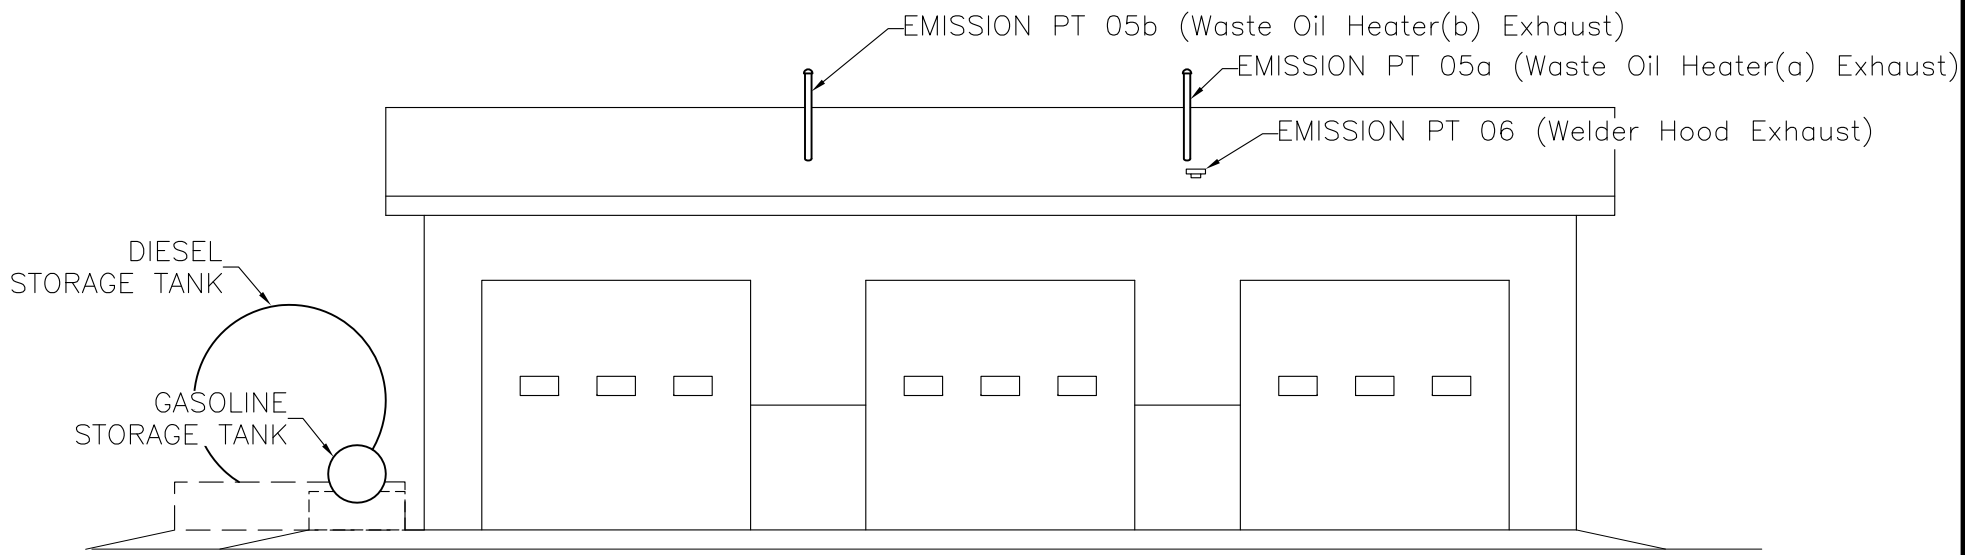 EMISSION PT 05b (Waste Oil Heater(b) Exhaust)
EMISSION PT 05a (Waste Oil Heater(a) Exhaust)
EMISSION PT 06 (Welder Hood Exhaust)
DIESEL
STORAGE TANK
GASOLINE
STORAGE TANK